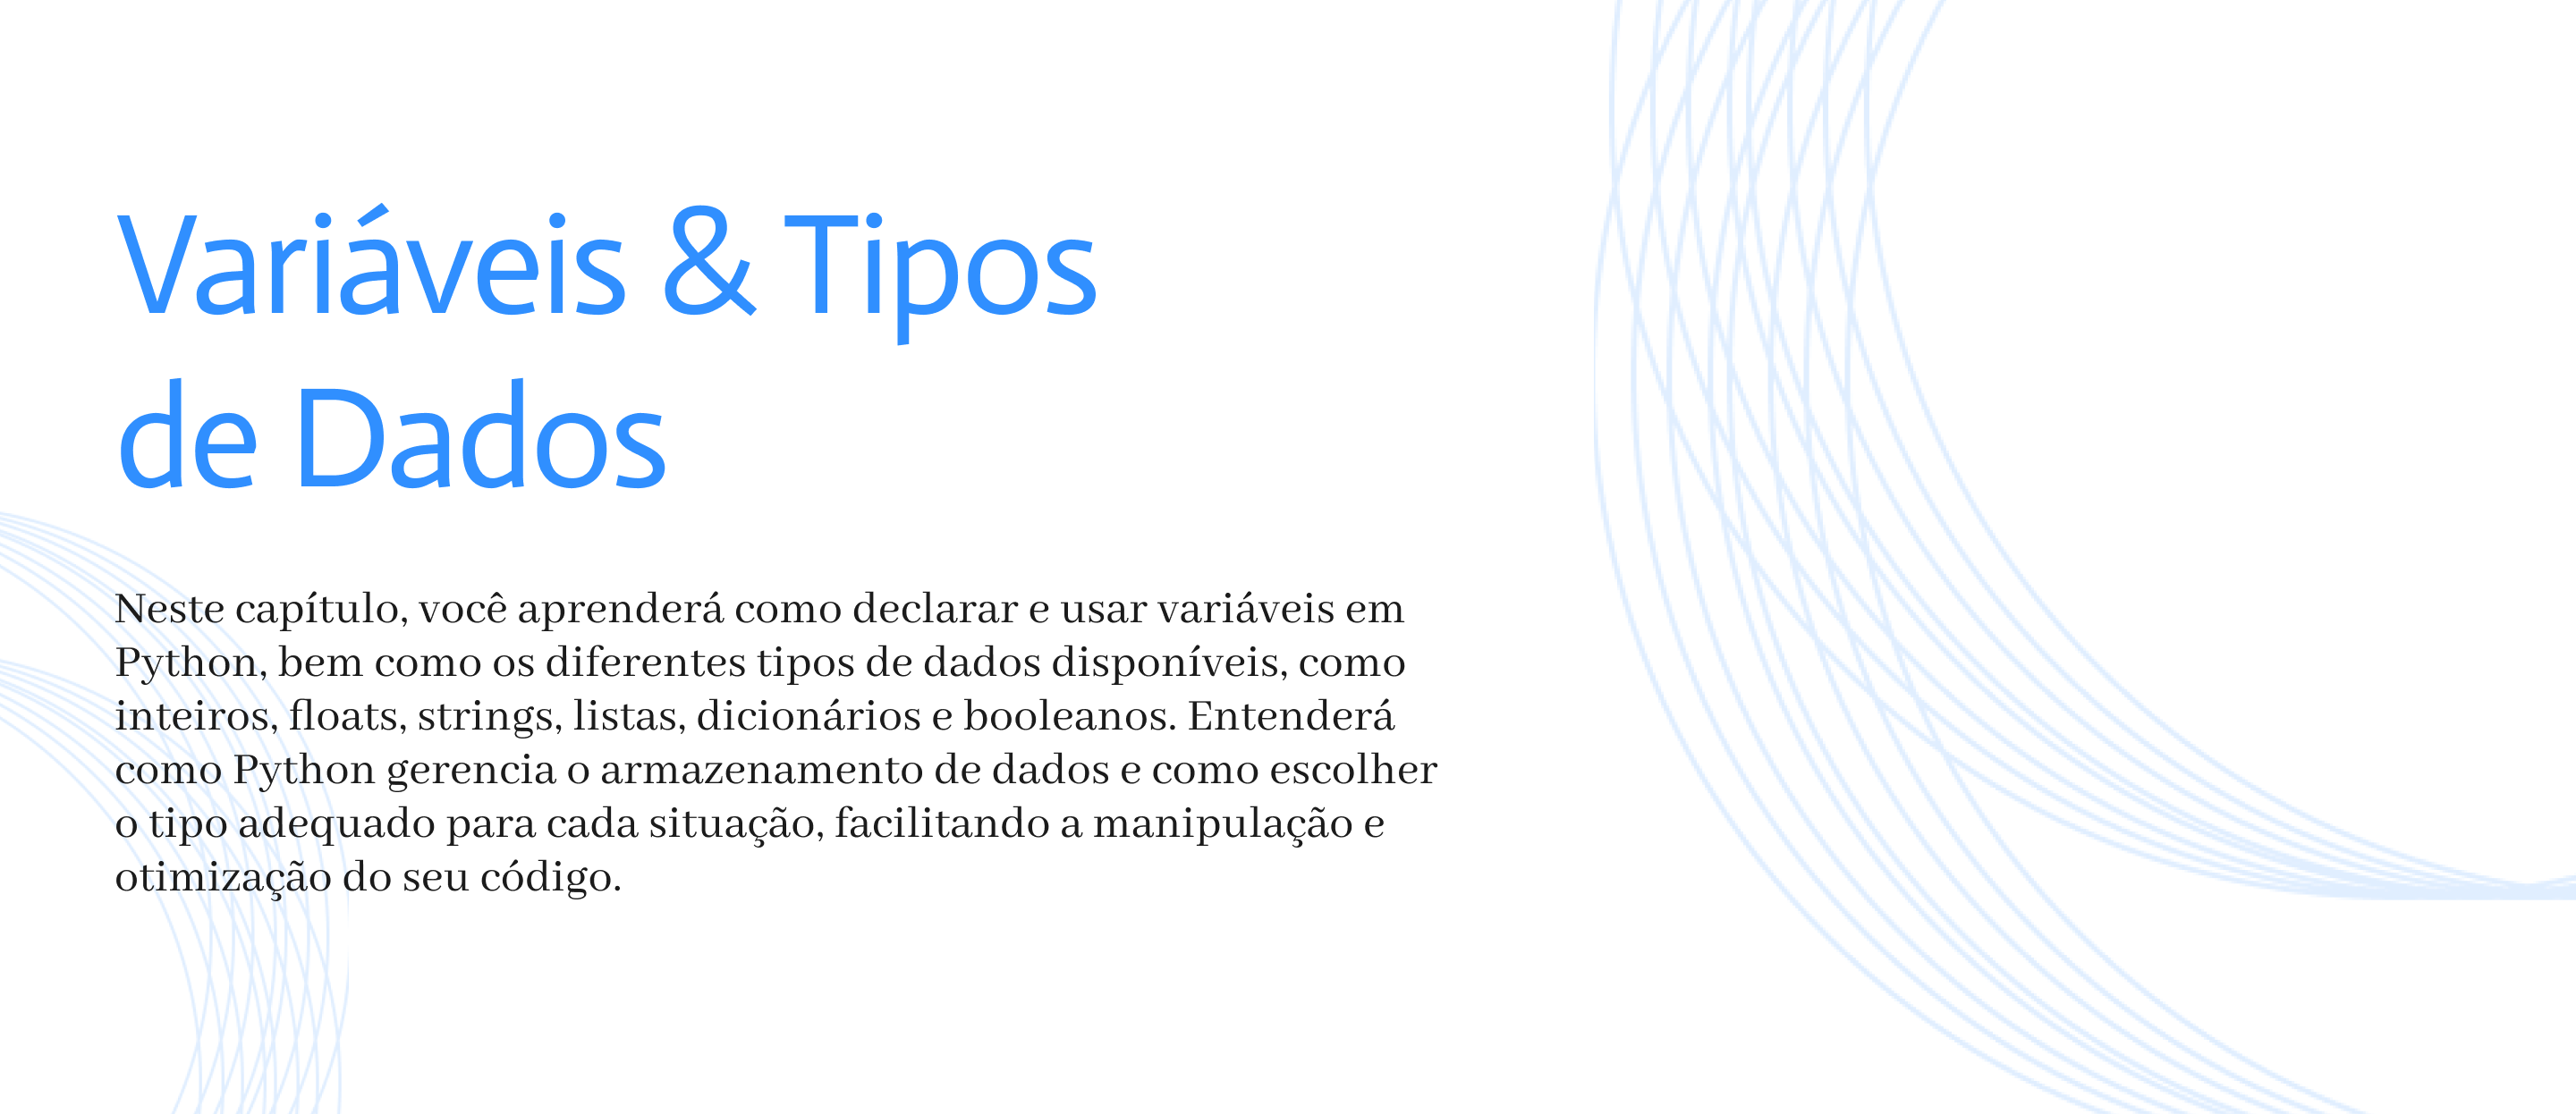 Variáveis & Tipos
de Dados
Neste capítulo, você aprenderá como declarar e usar variáveis em
Python, bem como os diferentes tipos de dados disponíveis, como
inteiros, floats, strings, listas, dicionários e booleanos. Entenderá
como Python gerencia o armazenamento de dados e como escolher
o tipo adequado para cada situação, facilitando a manipulação e
otimização do seu código.